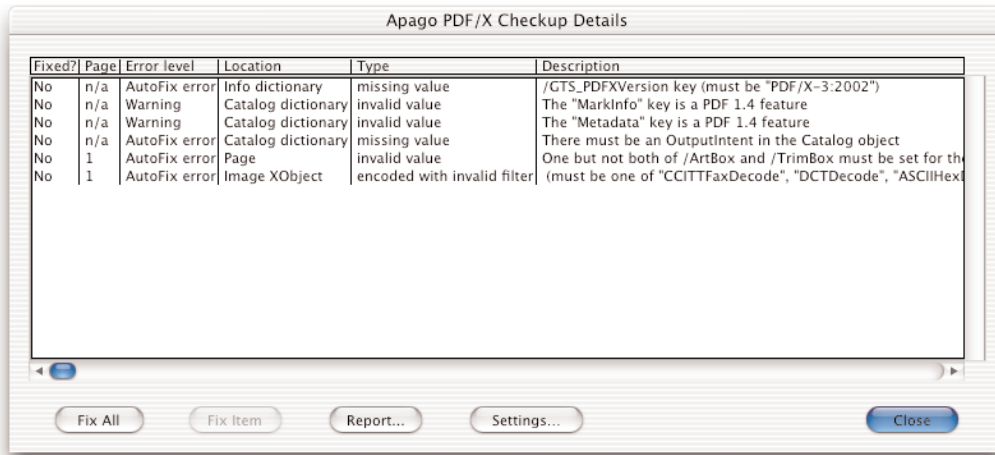 Apago PDF/X Checkup Details
Fixed? Page Error level Location Type Description
No n/a AutoFix error Info dictionary missing value /GTS_PDFXVersion key (must be "PDF/X-3:2002")
No n/a Warning Catalog dictionary invalid value The "MarkInfo" key is a PDF 1.4 feature
No n/a Warning Catalog dictionary invalid value The "Metadata" key is a PDF 1.4 feature
No n/a AutoFix error Catalog dictionary missing value There must be an OutputIntent in the Catalog object
No 1 AutoFix error Page invalid value One but not both of /ArtBox and /TrimBox must be set for
No 1 AutoFix error Image XObject encoded with invalid filter (must be one of "CCITTFaxDecode", "DCTDecode",
Fix All Fix Item Report... Settings... Close